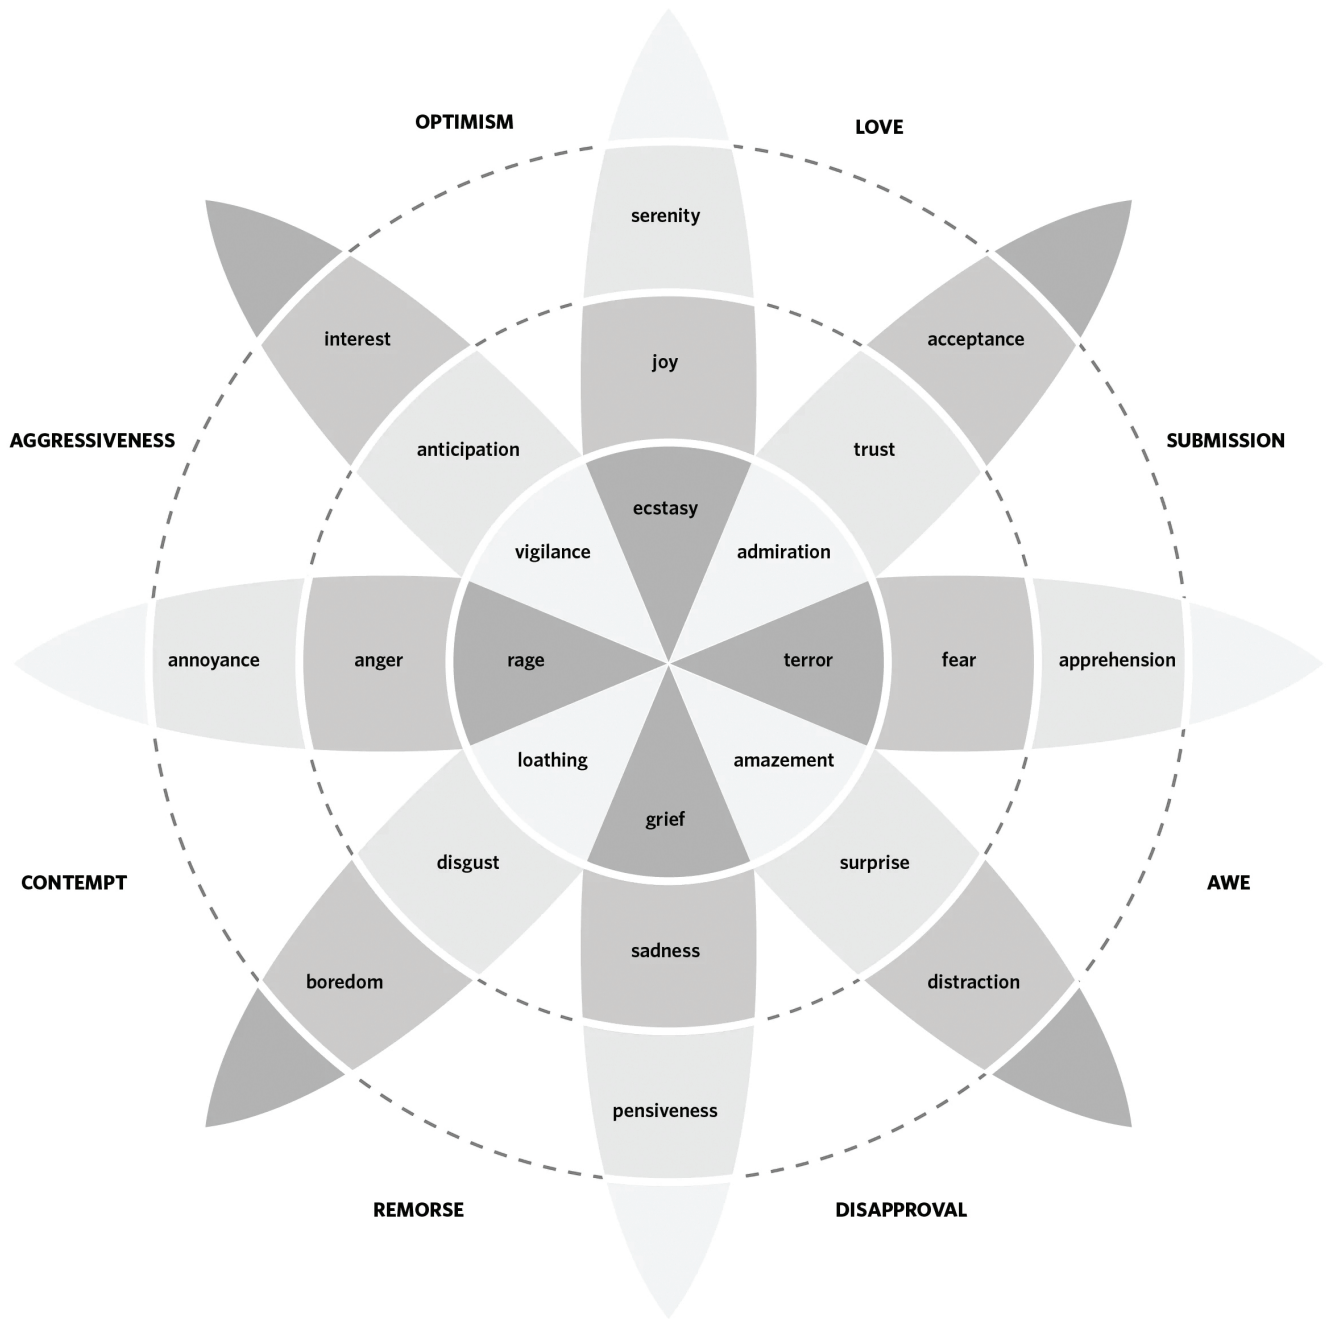 OPTIMISM
LOVE
serenity
interest
acceptance
joy
AGGRESSIVENESS
SUBMISSION
anticipation
trust
ecstasy
vigilance
admiration
annoyance
anger
rage
terror
fear
apprehension
loathing
amazement
grief
disgust
surprise
CONTEMPT
AWE
sadness
boredom
distraction
pensiveness
REMORSE
DISAPPROVAL